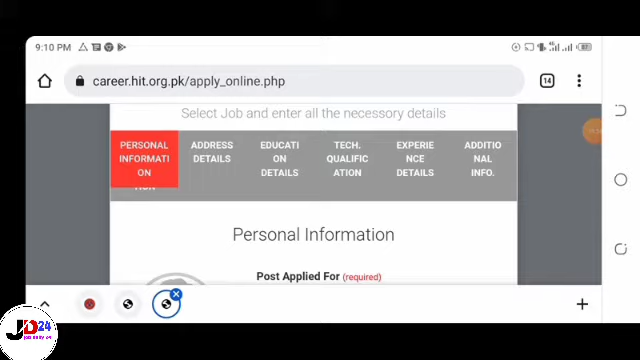 9:10 PM
82
career.hit.org.pk/apply_online.php
14
Select Job and enter all the necessary details
PERSONAL
INFORMATI
ON
ADDRESS
DETAILS
EDUCATI
ON
DETAILS
TECH.
QUALIFIC
ATION
EXPERIE
NCE
DETAILS
ADDITIO
NAL
INFO.
Personal Information
Post Applied For (required)
JD24